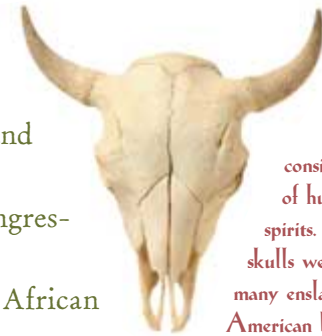 nd
ngres-
African
consi
of hu
spirits.
skulls we
many ensla
American b